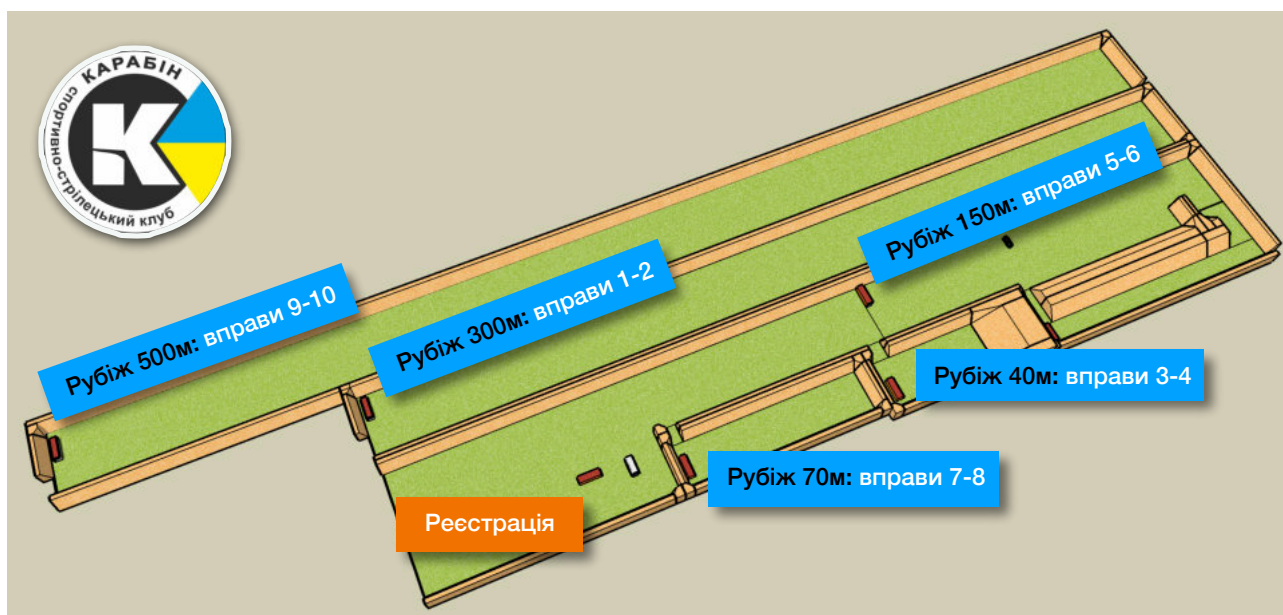 КАРАБІН
спортивно-стрілецький клуб
Рубіж 500м: вправи 9-10
Рубіж 300м: вправи 1-2
Рубіж 150м: вправи 5-6
Рубіж 40м: вправи 3-4
Рубіж 70м: вправи 7-8
Реєстрація